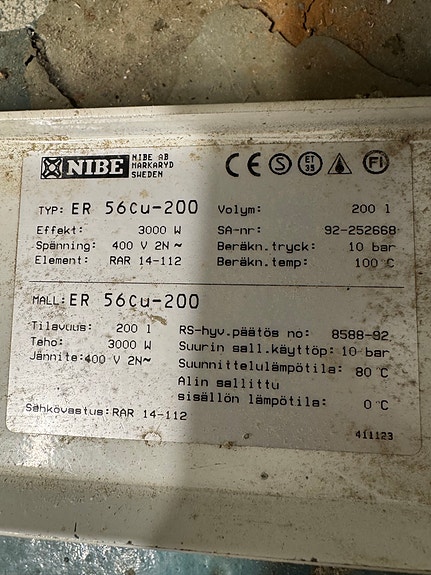 NIBE NIBE AB
MARKARYD
SWEDEN
CE S ET 95 FI
TYP: ER 56Cu-200
Effekt: 3000 W
Spänning: 400 V 2N~
Element: RAR 14-112
Volym: 200 l
SA-nr: 92-252668
Beräkn.tryck: 10 bar
Beräkn.temp: 100°C
MALL: ER 56Cu-200
Tilavuus: 200 l
Teho: 3000 W
Jännite: 400 V 2N~
Sähkövastus: RAR 14-112
RS-hyv.päätös no: 8588-92
Suurin sall.käyttöp: 10 bar
Suunnittelulämpötila: 80°C
Alin sallittu
sisällön lämpötila: 0°C
411123